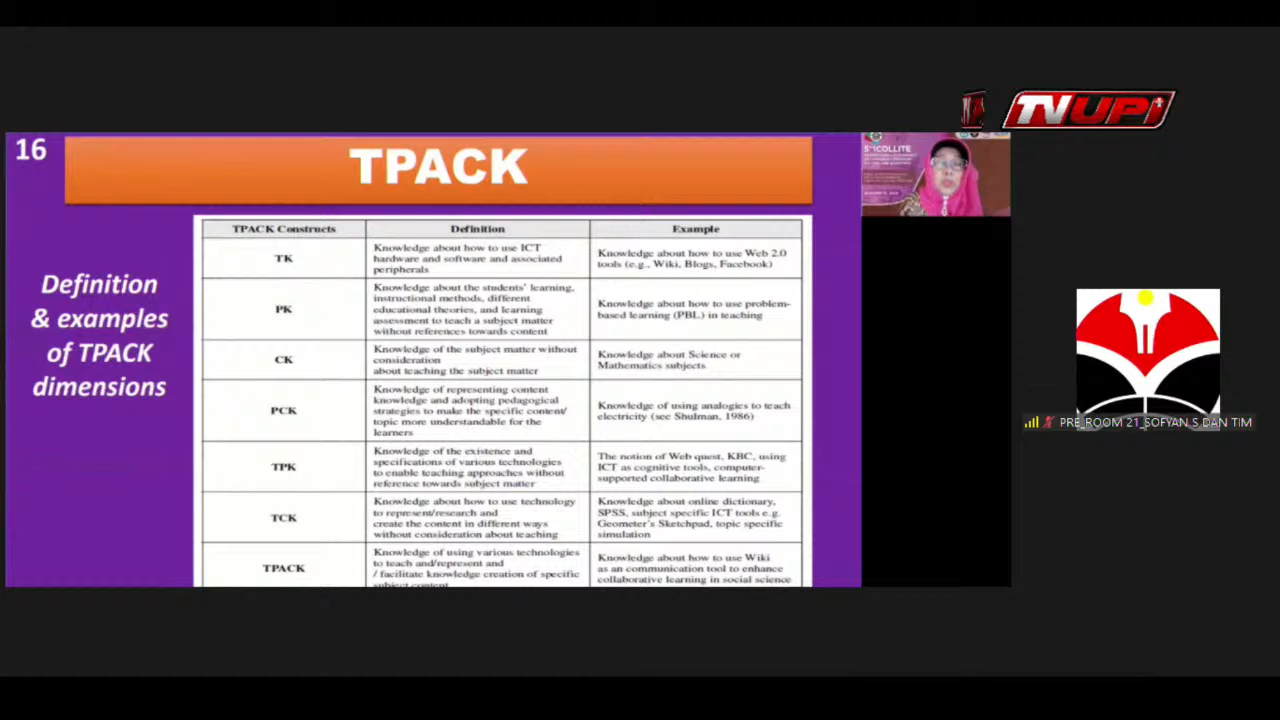 TVUPI
16
TPACK
Definition
& examples
of TPACK
dimensions
TPACK Constructs
Definition
Example
TK
Knowledge about how to use ICT
hardware and software and associated
peripherals
Knowledge about how to use Web 2.0
tools (e.g., Wiki, Blogs, Facebook)
PK
Knowledge about the students' learning,
instructional methods, different
educational theories, and learning
assessment to teach a subject matter
without references towards content
Knowledge about how to use problem-
based learning (PBL) in teaching
CK
Knowledge of the subject matter without
consideration
about teaching the subject matter
Knowledge about Science or
Mathematics subjects
PCK
Knowledge of representing content
knowledge and adopting pedagogical
strategies to make the specific content/
topic more understandable for the
learners
Knowledge of using analogies to teach
electricity (see Shulman, 1986)
TPK
Knowledge of the existence and
specifications of various technologies
to enable teaching approaches without
reference towards subject matter
The notion of Web quest, KBC, using
ICT as cognitive tools, computer-
supported collaborative learning
TCK
Knowledge about how to use technology
to represent/research and
create the content in different ways
without consideration about teaching
Knowledge about online dictionary,
SPSS, subject specific ICT tools e.g.
Geometer's Sketchpad, topic specific
simulation
TPACK
Knowledge of using various technologies
to teach and/represent and
/ facilitate knowledge creation of specific
subject content
Knowledge about how to use Wiki
as an communication tool to enhance
collaborative learning in social science
ICOLLITE
PRE_ROOM 21_SOFYAN S DAN TIM